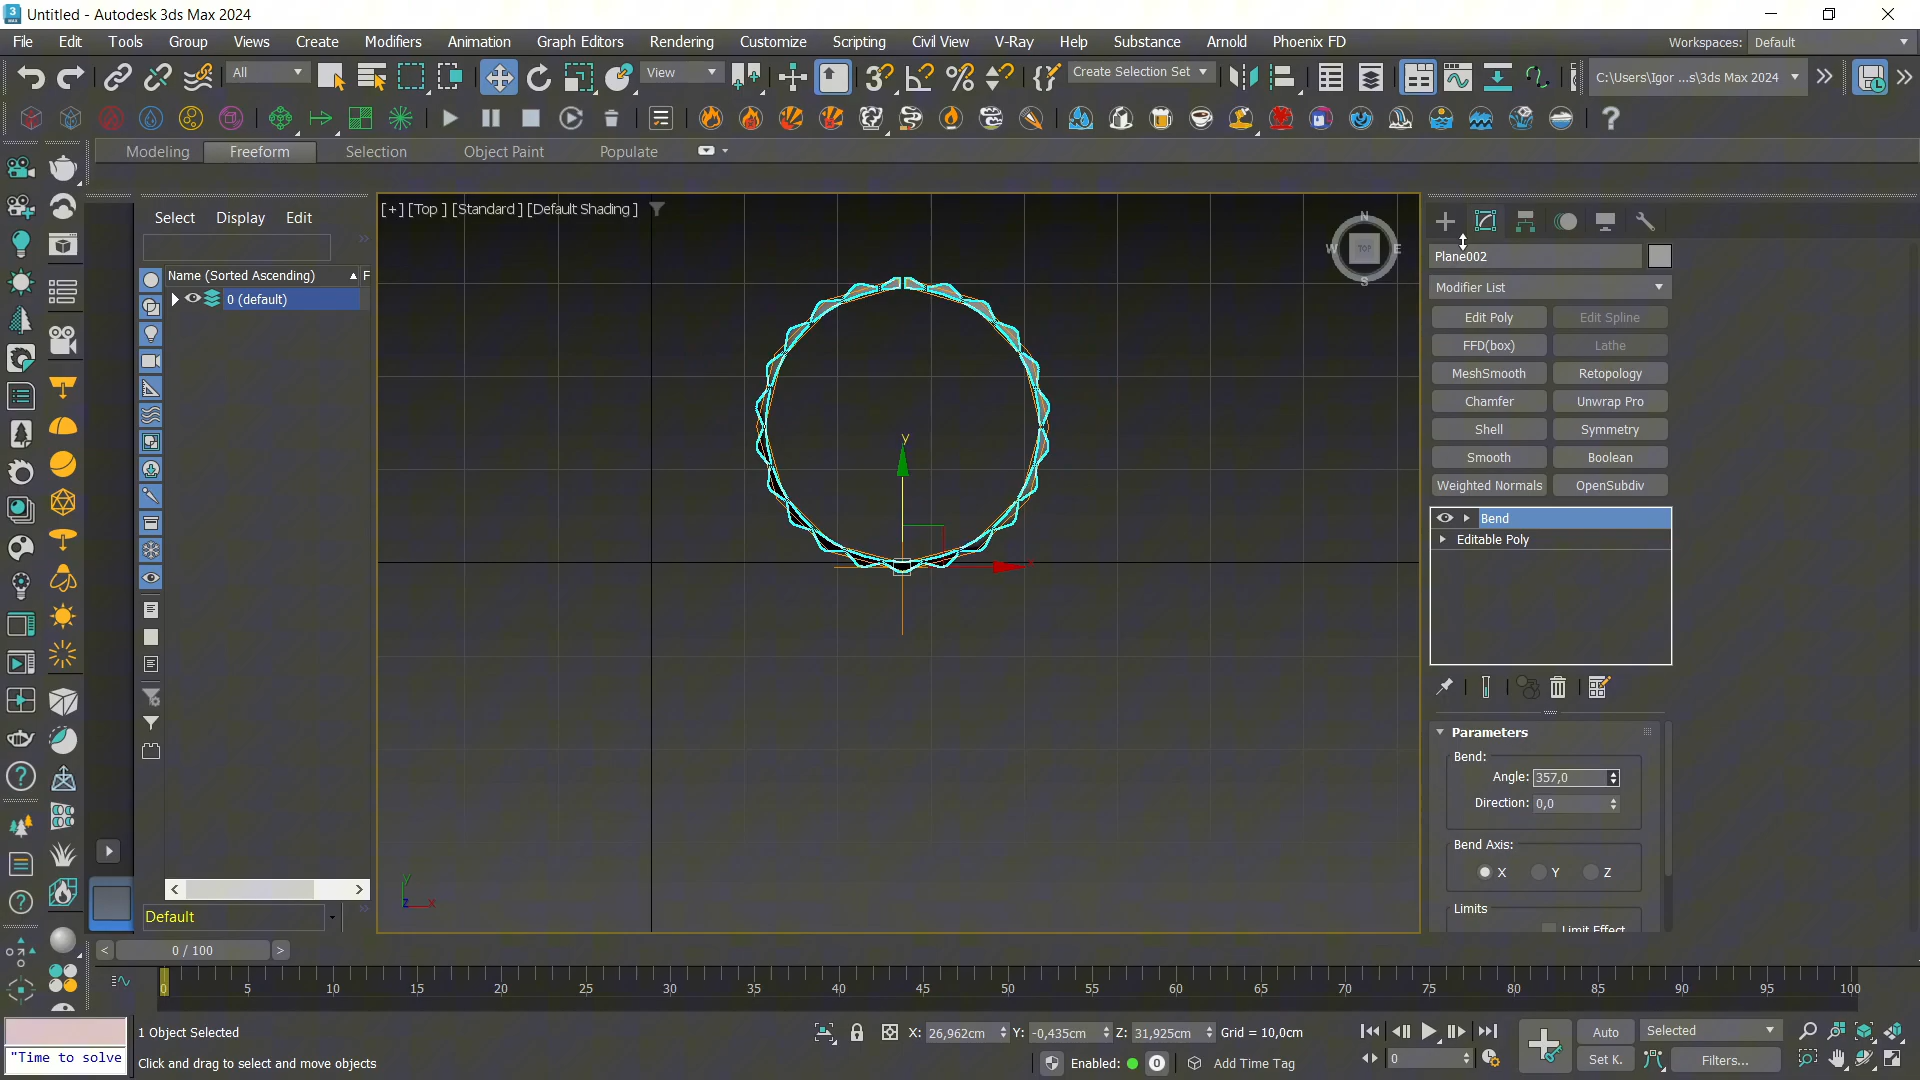 Untitled - Autodesk 3ds Max 2024
File Edit Tools Group Views Create Modifiers Animation Graph Editors Rendering Customize Scripting Civil View V-Ray Help Substance Arnold Phoenix FD Workspaces: Default
All View Create Selection Set C:\Users\Igor ...s\3ds Max 2024
Modeling Freeform Selection Object Paint Populate
Select Display Edit
Name (Sorted Ascending) F
0 (default)
[+] [Top ] [Standard ] [Default Shading ]
N
W TOP E
S
y
x
y
z x
Plane002
Modifier List
Edit Poly Edit Spline
FFD(box) Lathe
MeshSmooth Retopology
Chamfer Unwrap Pro
Shell Symmetry
Smooth Boolean
Weighted Normals OpenSubdiv
Bend
Editable Poly
Parameters
Bend:
Angle: 357,0
Direction: 0,0
Bend Axis:
X Y Z
Limits
Limit Effect
Default
< 0 / 100 >
0 5 10 15 20 25 30 35 40 45 50 55 60 65 70 75 80 85 90 95 100
1 Object Selected X: 26,962cm Y: -0,435cm Z: 31,925cm Grid = 10,0cm Auto Selected
"Time to solve Click and drag to select and move objects Enabled: 0 Add Time Tag 0 Set K. Filters...